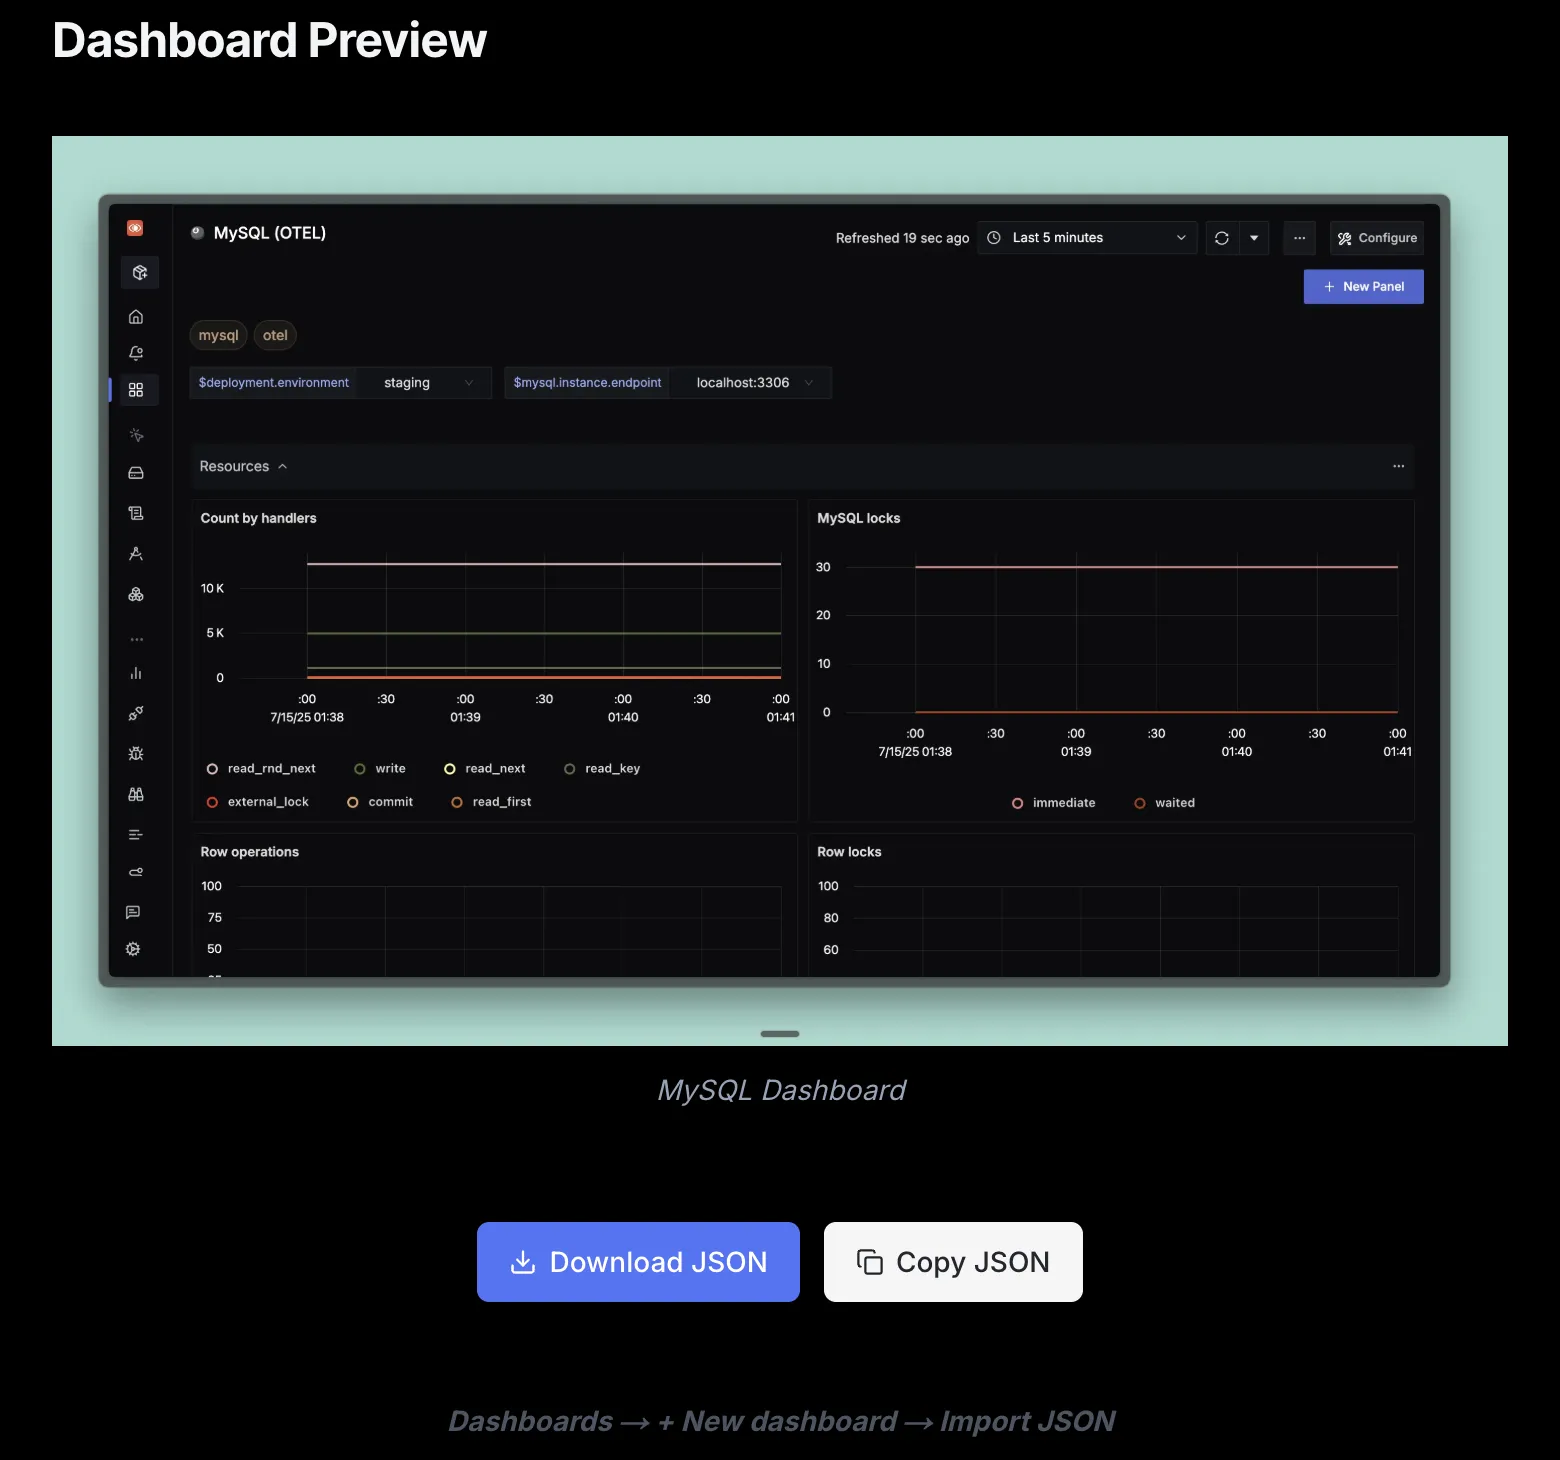 Dashboard Preview
MySQL (OTEL)
Refreshed 19 sec ago
Last 5 minutes
Configure
+ New Panel
mysql
otel
$deployment.environment
staging
$mysql.instance.endpoint
localhost:3306
Resources
Count by handlers
10 K
5 K
0
:00 :30 :00 :30 :00 :30 :00
7/15/25 01:38 01:39 01:40 01:41
read_rnd_next write read_next read_key
external_lock commit read_first
MySQL locks
30
20
10
0
:00 :30 :00 :30 :00 :30 :00
7/15/25 01:38 01:39 01:40 01:41
immediate waited
Row operations
100
75
50
Row locks
100
80
60
MySQL Dashboard
Download JSON
Copy JSON
Dashboards → + New dashboard → Import JSON